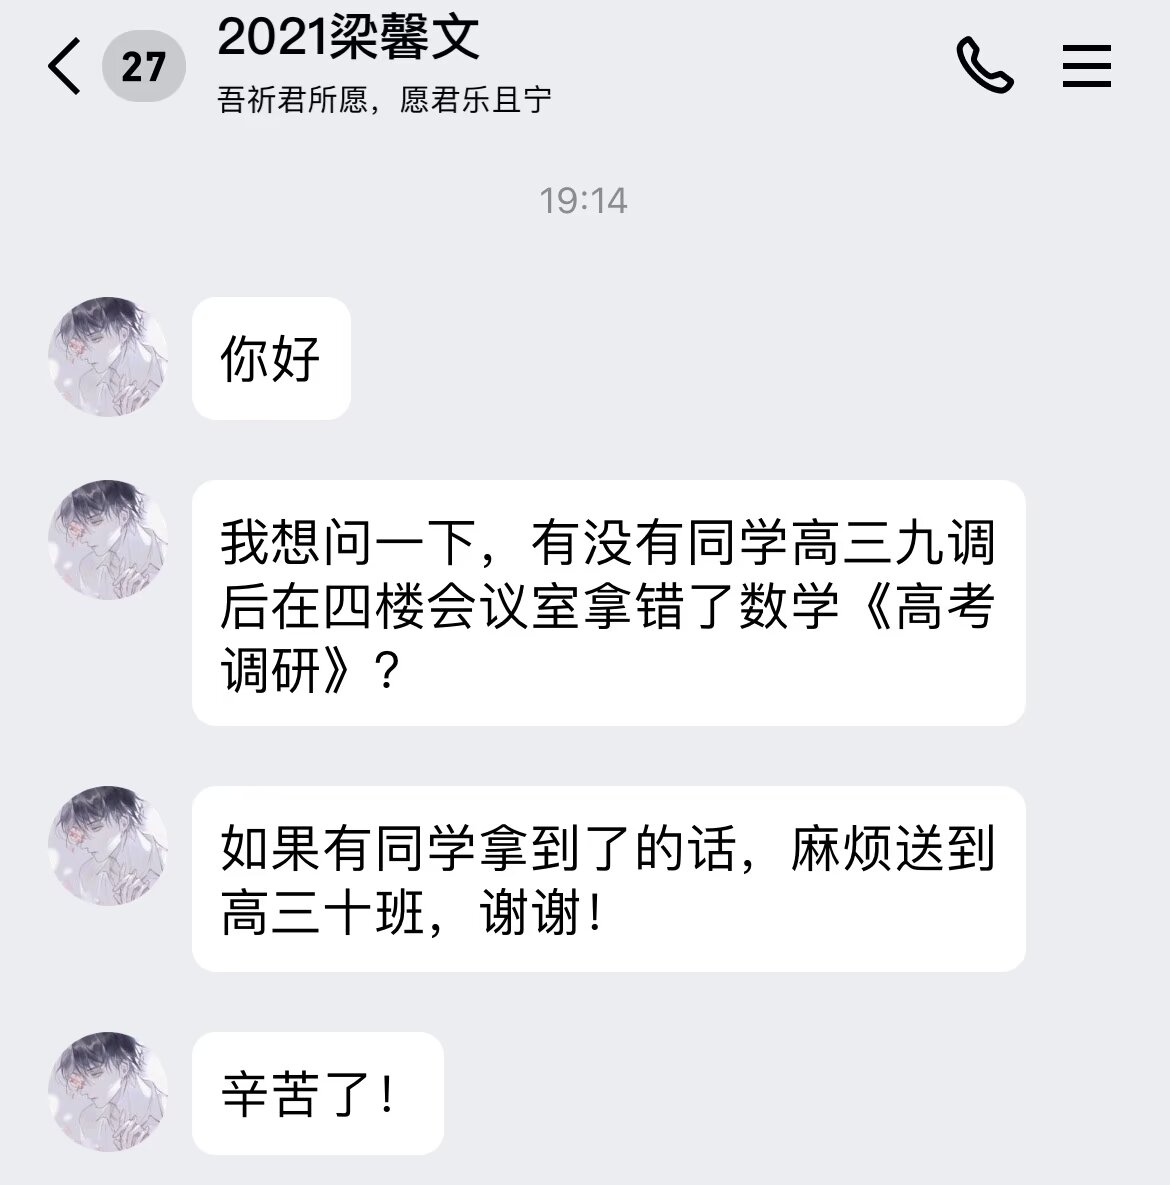 27
2021梁馨文
吾祈君所愿，愿君乐且宁
19:14
你好
我想问一下，有没有同学高三九调
后在四楼会议室拿错了数学《高考
调研》?
如果有同学拿到了的话，麻烦送到
高三十班，谢谢！
辛苦了！